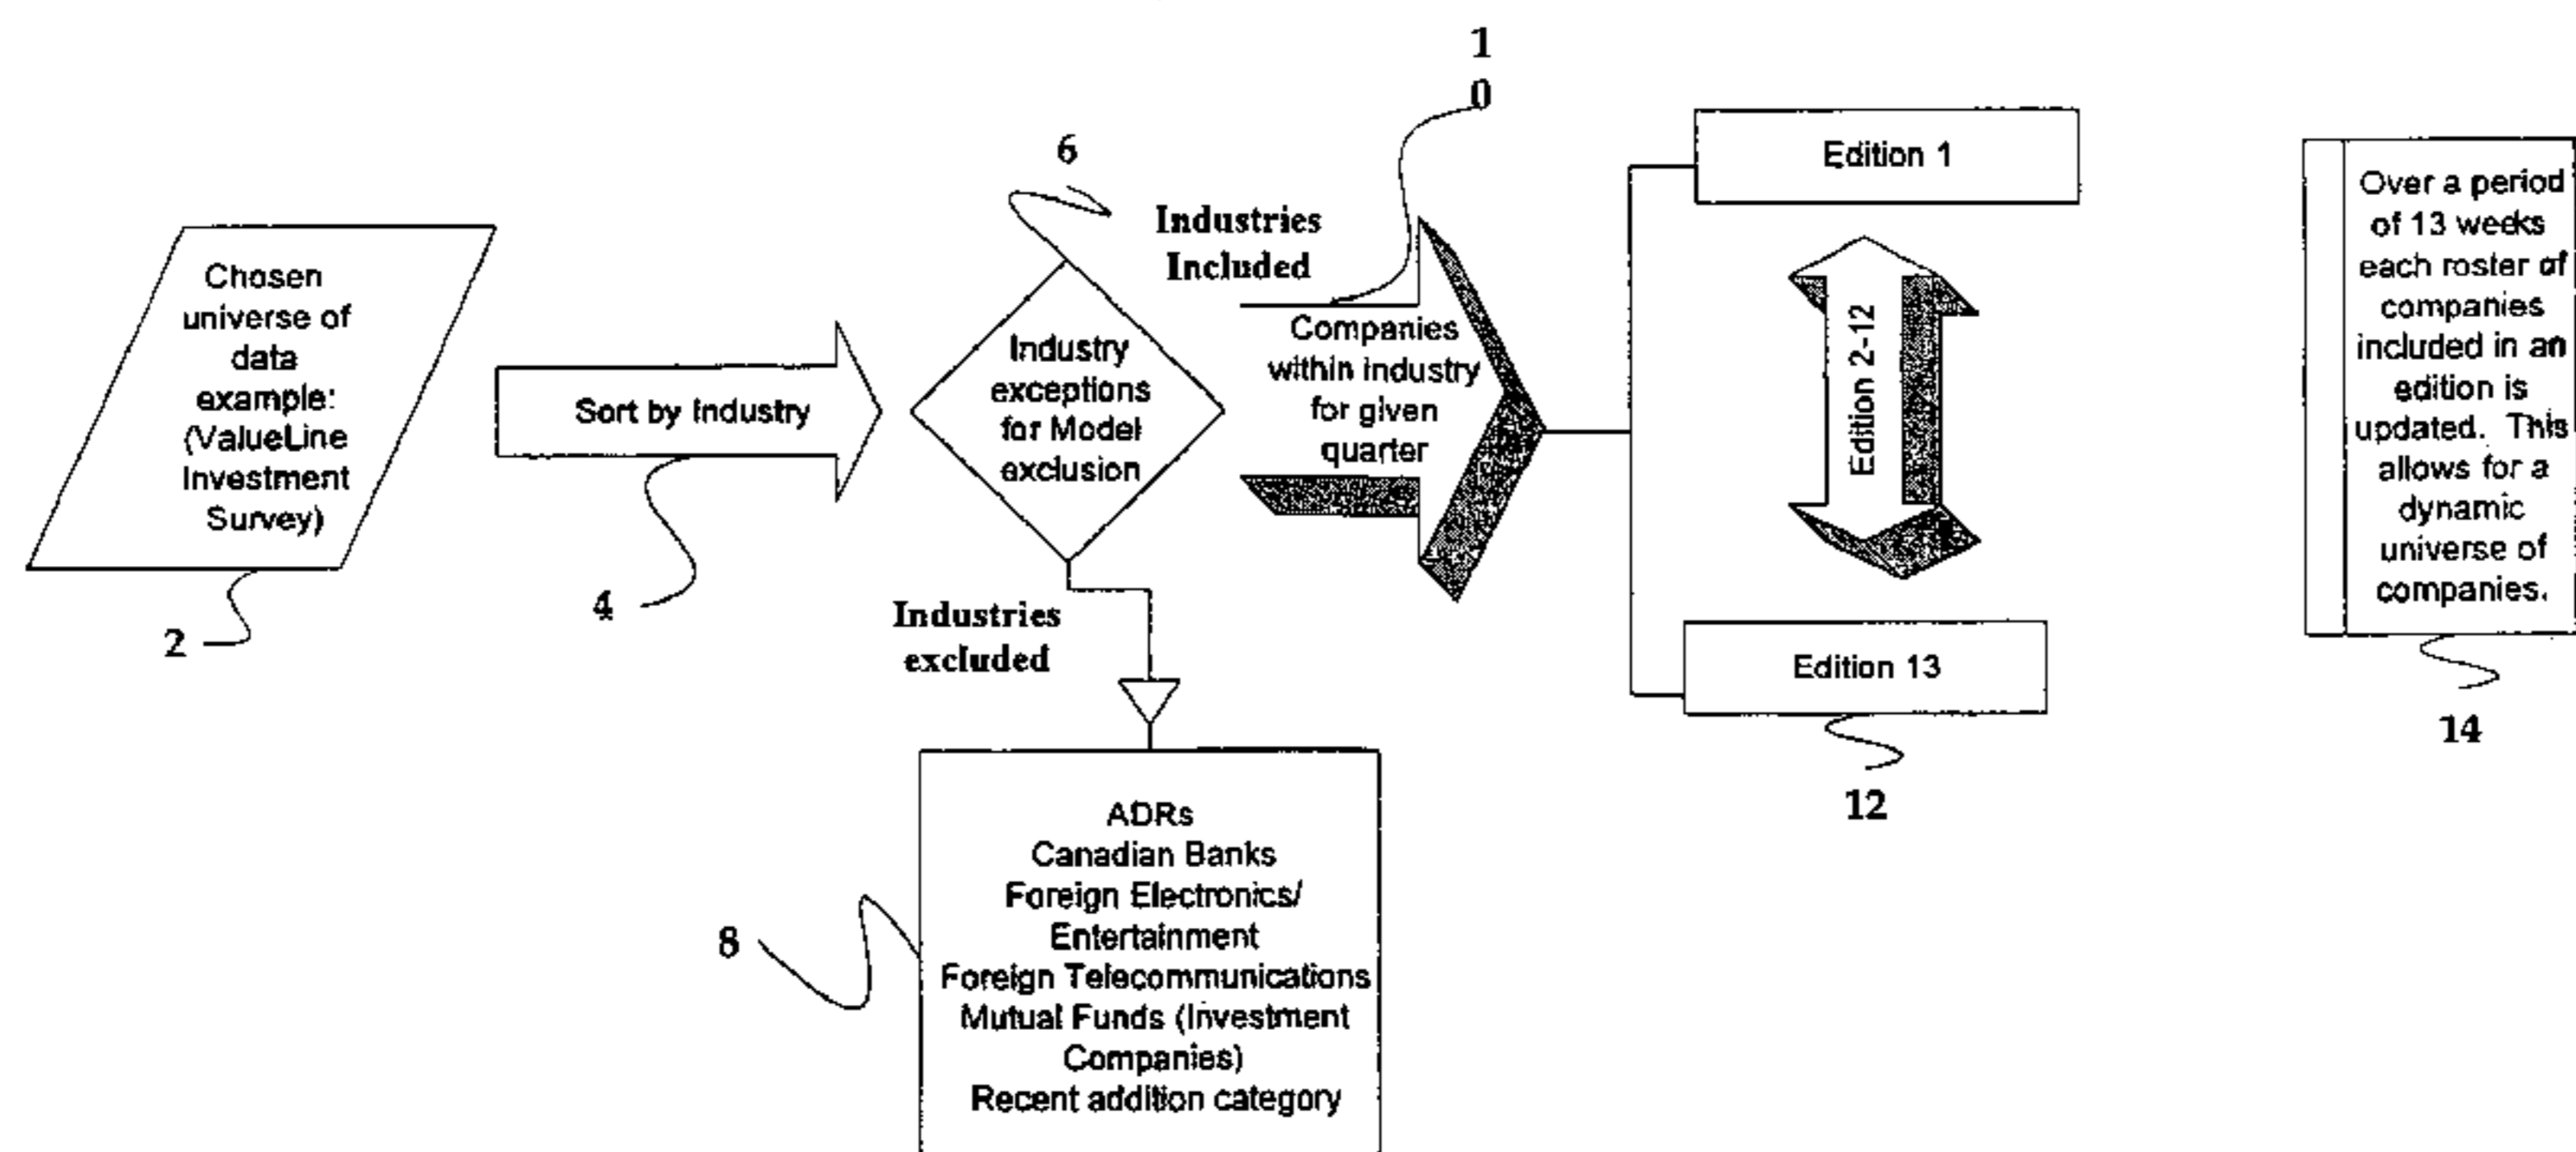 Chosen
universe of
data
example:
(ValueLine
Investment
Survey)
2
Sort by Industry
4
6
Industry
exceptions
for Model
exclusion
Industries
Included
1
0
Companies
within industry
for given
quarter
Industries
excluded
8
ADRs
Canadian Banks
Foreign Electronics/
Entertainment
Foreign Telecommunications
Mutual Funds (Investment
Companies)
Recent addition category
Edition 1
Edition 2-12
Edition 13
12
Over a period
of 13 weeks
each roster of
companies
included in an
edition is
updated. This
allows for a
dynamic
universe of
companies.
14